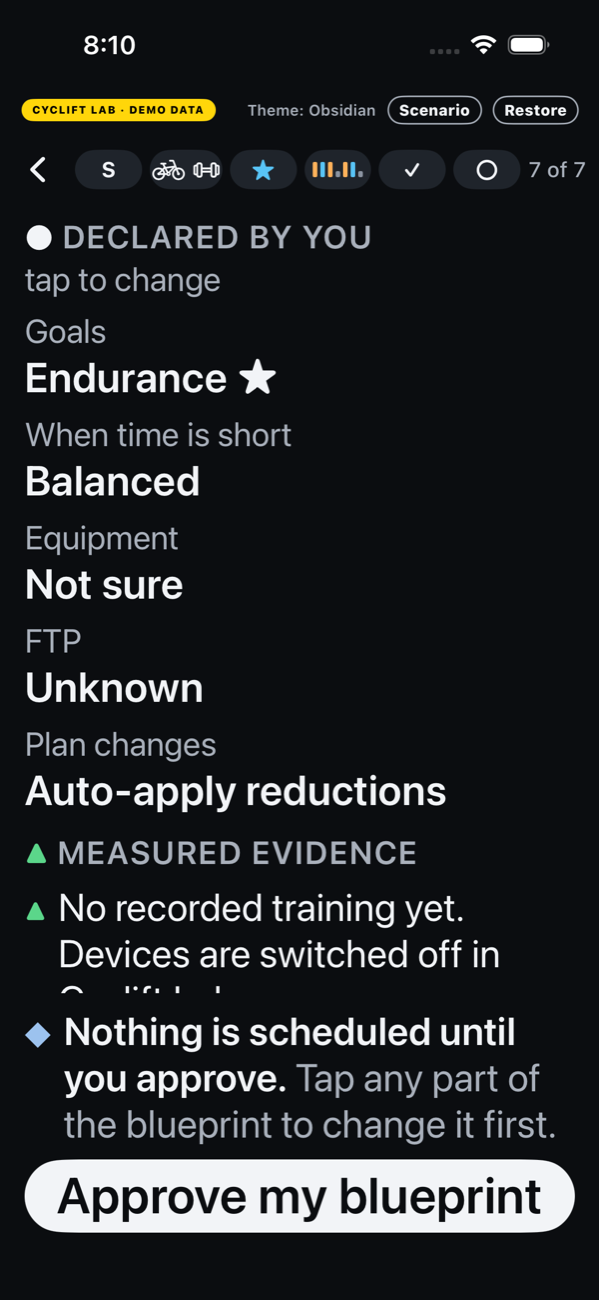 8:10
CYCLIFT LAB · DEMO DATA
Theme: Obsidian
Scenario
Restore
S
7 of 7
DECLARED BY YOU
tap to change
Goals
Endurance
When time is short
Balanced
Equipment
Not sure
FTP
Unknown
Plan changes
Auto-apply reductions
MEASURED EVIDENCE
No recorded training yet.
Devices are switched off in
Nothing is scheduled until
you approve. Tap any part of
the blueprint to change it first.
Approve my blueprint